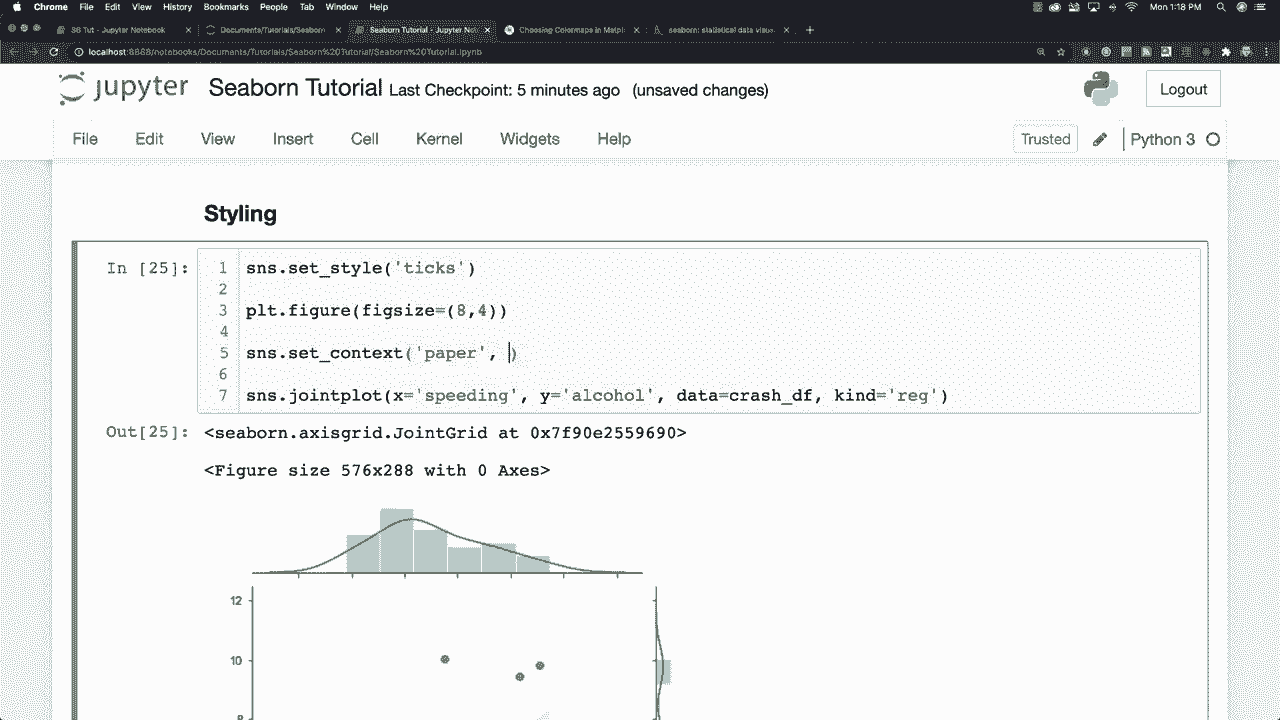 Chrome File Edit View History Bookmarks People Tab Window Help Mon 1:18 PM
SG Tut - Jupyter Notebook Documents/Tutorials/Seaborn Seaborn Tutorial - Jupyter Not Choosing Colormaps in Matpl seaborn: statistical data visua
localhost:8888/notebooks/Documents/Tutorials/Seaborn%20Tutorial/Seaborn%20Tutorial.ipynb
jupyter Seaborn Tutorial Last Checkpoint: 5 minutes ago (unsaved changes) Logout
File Edit View Insert Cell Kernel Widgets Help Trusted Python 3
Styling
In [25]: 1 sns.set_style('ticks')
2
3 plt.figure(figsize=(8,4))
4
5 sns.set_context('paper', )
6
7 sns.jointplot(x='speeding', y='alcohol', data=crash_df, kind='reg')
Out[25]: <seaborn.axisgrid.JointGrid at 0x7f90e2559690>
<Figure size 576x288 with 0 Axes>
12
10
8